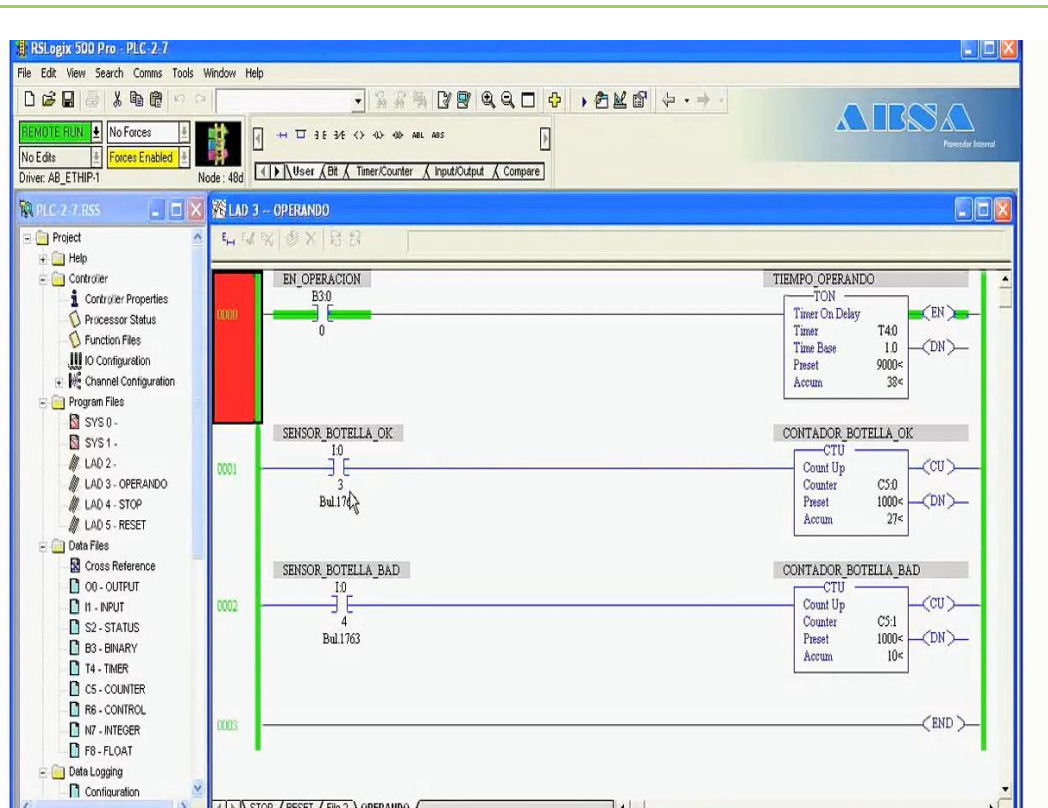 RSLogix 500 Pro - PLC-2-7
File Edit View Search Comms Tools Window Help
REMOTE RUN No Forces
No Edits Forces Enabled
Driver: AB_ETHIP-1 Node : 48d
ABL ABS
User Bit Timer/Counter Input/Output Compare
ABSA
Proveedor Integral
PLC-2-7.RSS
Project
Help
Controller
Controller Properties
Processor Status
Function Files
IO Configuration
Channel Configuration
Program Files
SYS 0 -
SYS 1 -
LAD 2 -
LAD 3 - OPERANDO
LAD 4 - STOP
LAD 5 - RESET
Data Files
Cross Reference
O0 - OUTPUT
I1 - INPUT
S2 - STATUS
B3 - BINARY
T4 - TIMER
C5 - COUNTER
R6 - CONTROL
N7 - INTEGER
F8 - FLOAT
Data Logging
Configuration
LAD 3 -- OPERANDO
0000
EN_OPERACION
B3:0
0
TIEMPO_OPERANDO
TON
Timer On Delay
Timer T4:0
Time Base 1.0
Preset 9000<
Accum 38<
EN
DN
0001
SENSOR_BOTELLA_OK
I:0
3
CONTADOR_BOTELLA_OK
CTU
Count Up
Counter C5:0
Preset 1000<
Accum 27<
CU
DN
0002
SENSOR_BOTELLA_BAD
I:0
4
Bul.1763
CONTADOR_BOTELLA_BAD
CTU
Count Up
Counter C5:1
Preset 1000<
Accum 10<
CU
DN
0003
END
STOP RESET File 2 OPERANDO